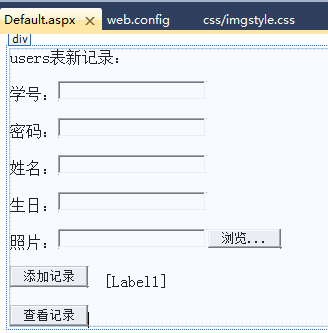 Default.aspx × web.config css/imgstyle.css
div
users表新记录：
学号：
密码：
姓名：
生日：
照片： 浏览...
添加记录 [Label1]
查看记录